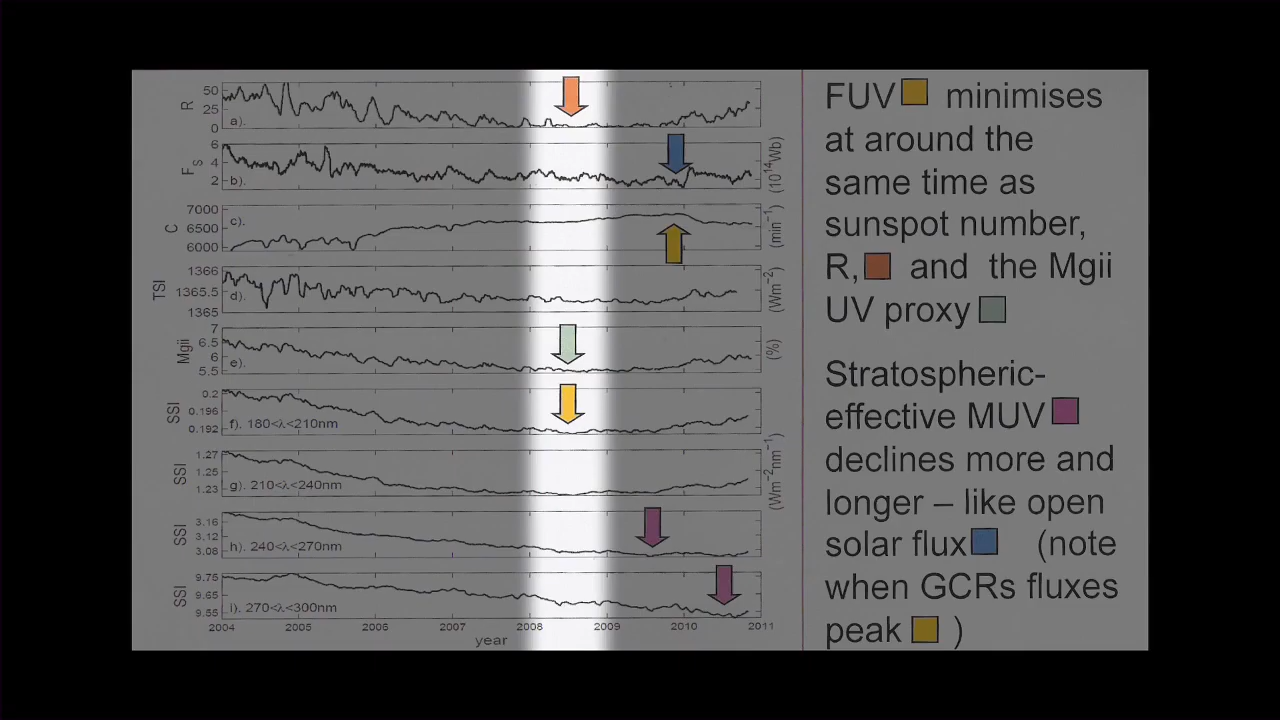 50
25
0
R
a).
6
4
2
F_S
b).
(10^14 Wb)
7000
6500
6000
C
c).
(min^−1)
1366
1365.5
1365
TSI
d).
(Wm^−2)
7
6.5
6
5.5
Mgii
e).
(%)
0.2
0.196
0.192
SSI
f). 180<λ<210nm
1.27
1.25
1.23
SSI
g). 210<λ<240nm
(Wm^−2nm^−1)
3.16
3.12
3.08
SSI
h). 240<λ<270nm
9.75
9.65
9.55
SSI
i). 270<λ<300nm
2004 2005 2006 2007 2008 2009 2010 2011
year
FUV minimises
at around the
same time as
sunspot number,
R, and the Mgii
UV proxy
Stratospheric-
effective MUV
declines more and
longer – like open
solar flux (note
when GCRs fluxes
peak )